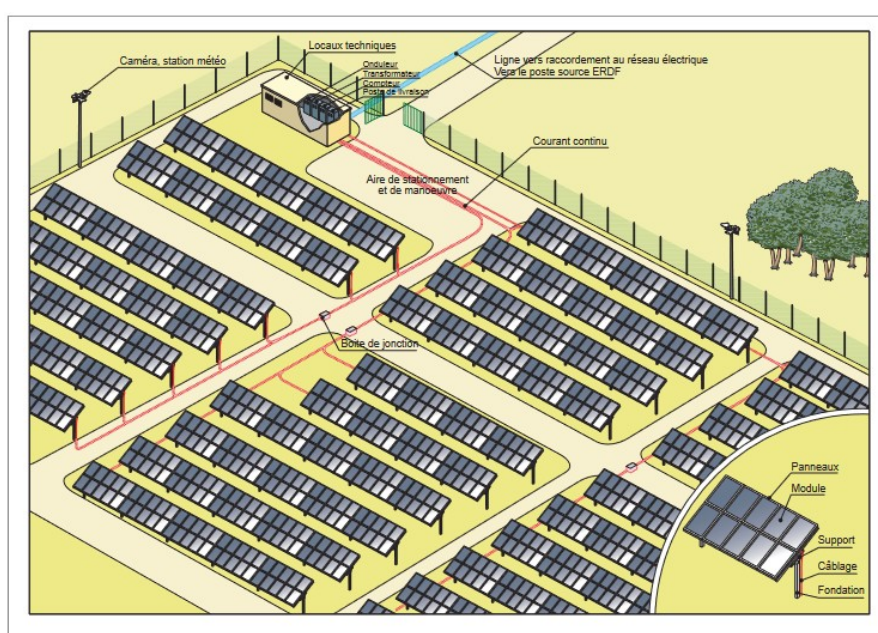 Locaux techniques
Caméra, station météo
Onduleur
Transformateur
Compteur
Poste de livraison
Ligne vers raccordement au réseau électrique
Vers le poste source ERDF
Courant continu
Aire de stationnement
et de manoeuvre
Boite de jonction
Panneaux
Module
Support
Câblage
Fondation